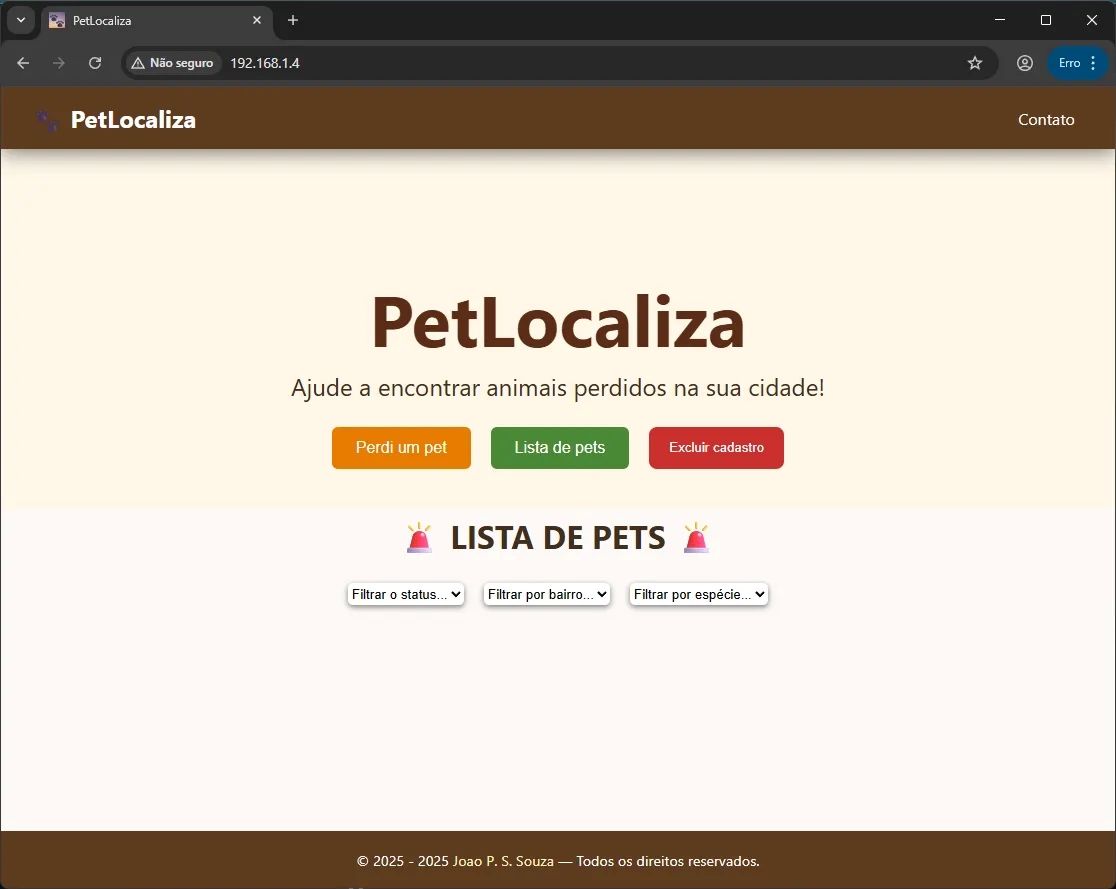 PetLocaliza
Não seguro 192.168.1.4 Erro
PetLocaliza Contato
PetLocaliza
Ajude a encontrar animais perdidos na sua cidade!
Perdi um pet Lista de pets Excluir cadastro
LISTA DE PETS
Filtrar o status... Filtrar por bairro... Filtrar por espécie...
© 2025 - 2025 Joao P. S. Souza — Todos os direitos reservados.